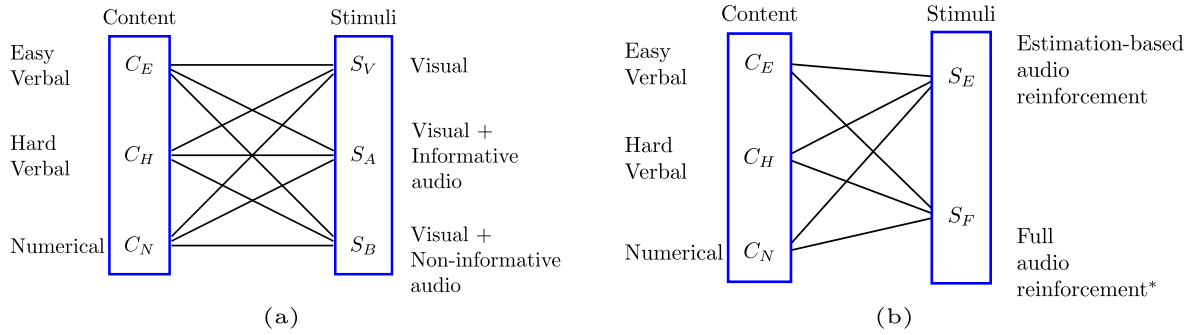 Content
Stimuli
Easy
Verbal
C_E
S_V
Visual
Hard
Verbal
C_H
S_A
Visual +
Informative
audio
Numerical
C_N
S_B
Visual +
Non-informative
audio
(a)
Content
Stimuli
Easy
Verbal
C_E
S_E
Estimation-based
audio
reinforcement
Hard
Verbal
C_H
S_F
Numerical
C_N
Full
audio
reinforcement*
(b)